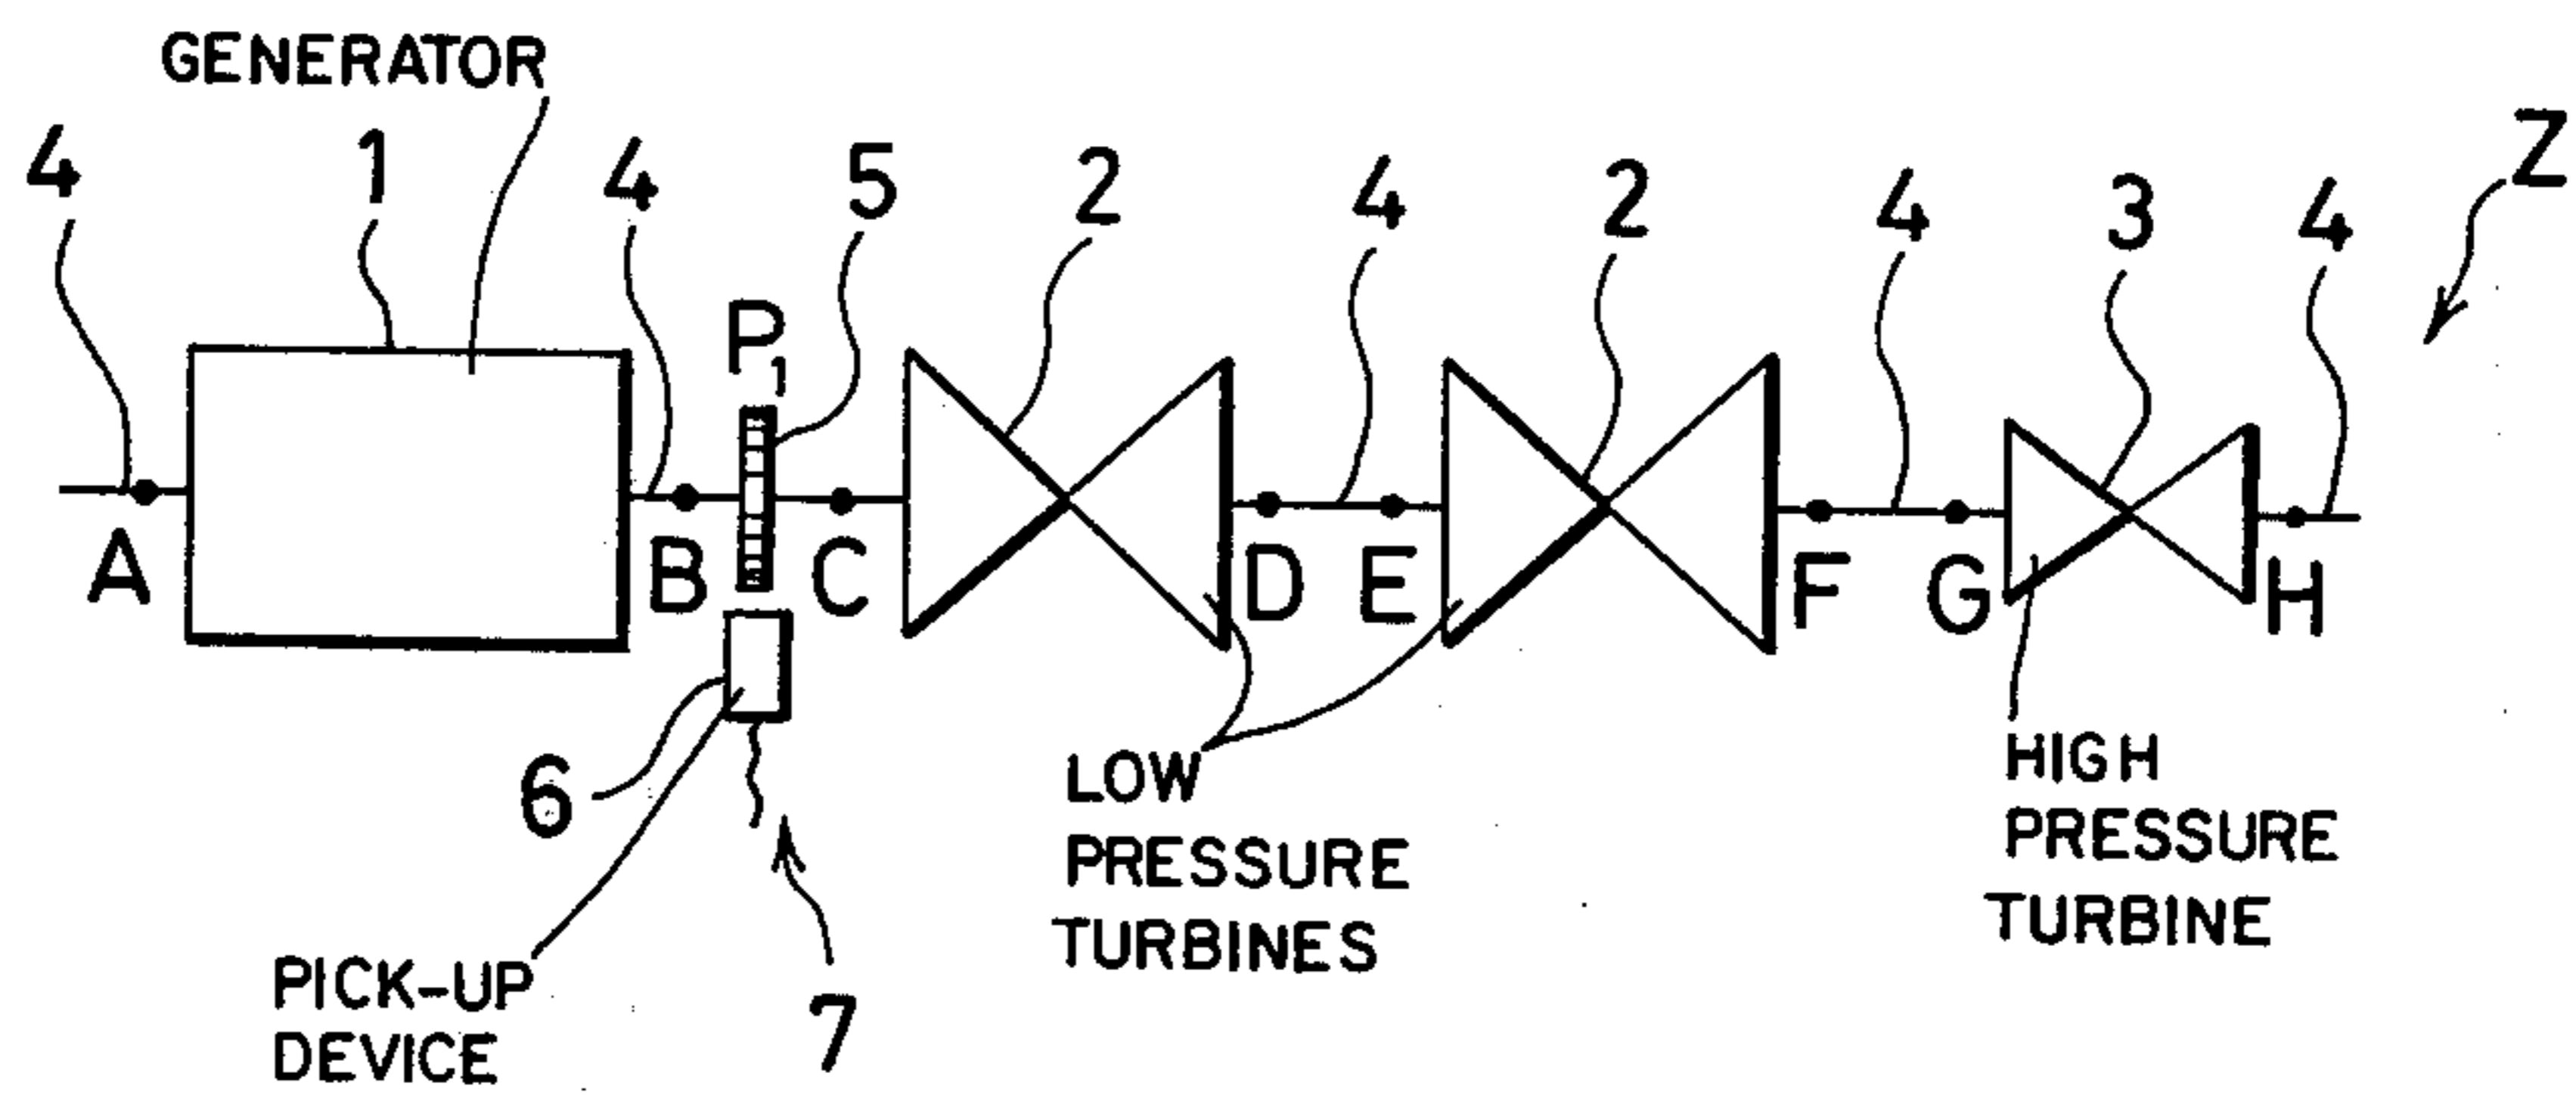 GENERATOR
4 1 4 5 2 4 2 4 3 4 Z
P1
A B C D E F G H
6
7
LOW
PRESSURE
TURBINES
HIGH
PRESSURE
TURBINE
PICK-UP
DEVICE